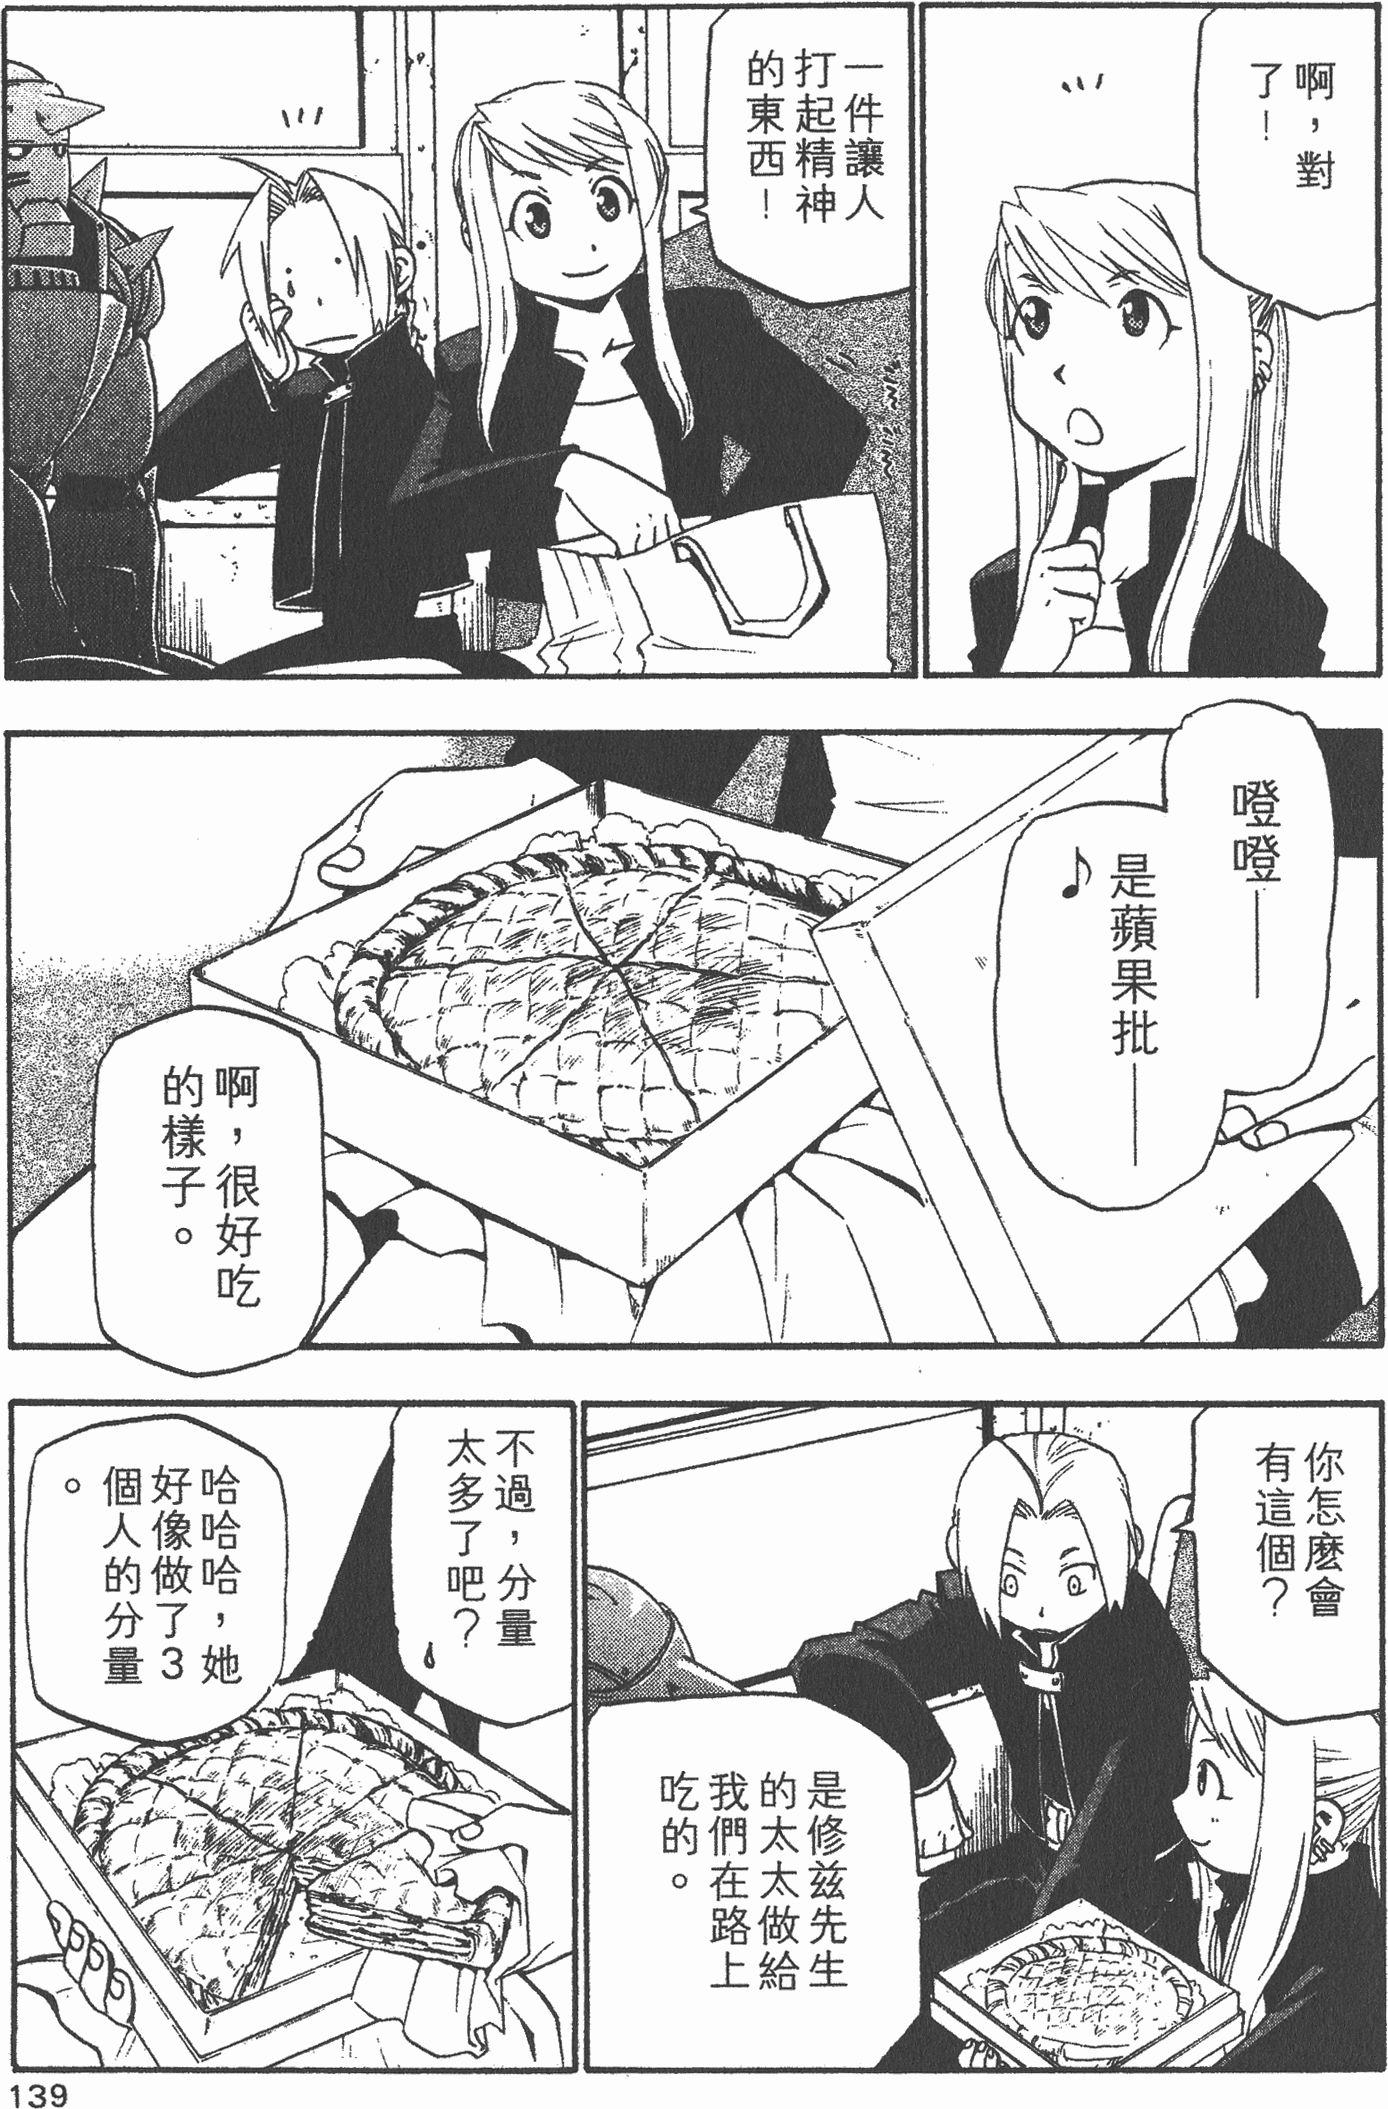 啊，對
了！
一件讓人
打起精神
的東西！
噔噔——
是蘋果批——
♪
啊，很好吃
的樣子。
你怎麼會
有這個？
是修茲先生
的太太做給
我們在路上
吃的。
不過，分量
太多了吧？
哈哈哈，她
好像做了3
個人的分量
。
139